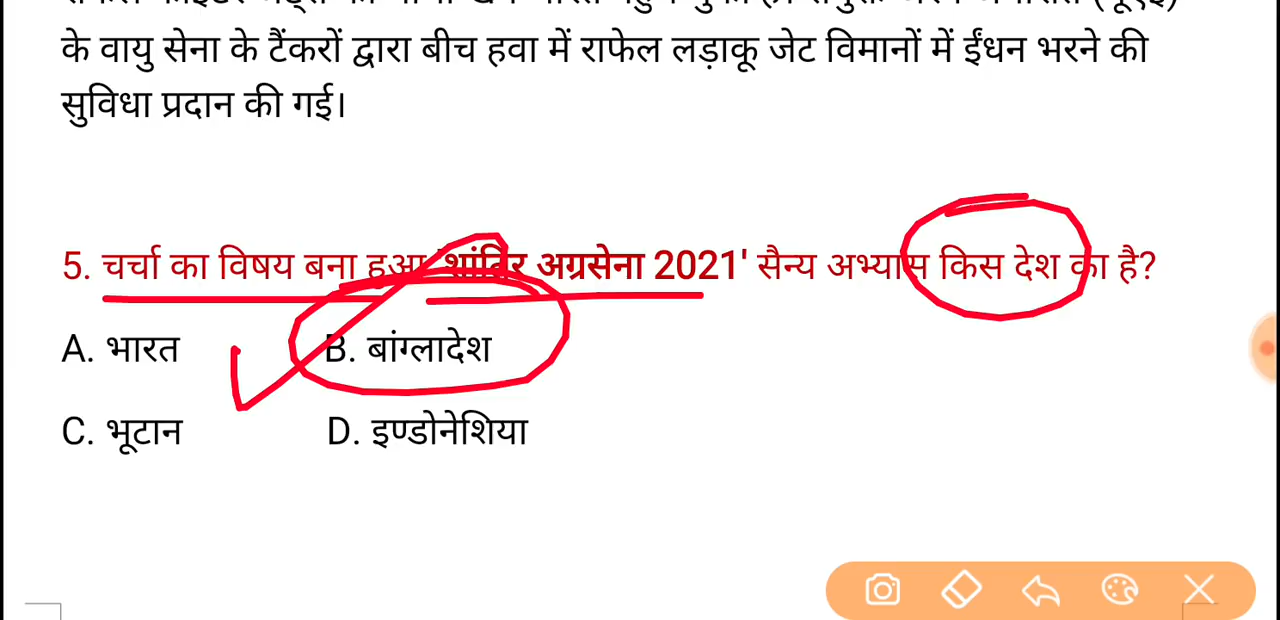 के वायु सेना के टैंकरों द्वारा बीच हवा में राफेल लड़ाकू जेट विमानों में ईंधन भरने की
सुविधा प्रदान की गई।
5. चर्चा का विषय बना हुआ 'शांतिर अग्रसेना 2021' सैन्य अभ्यास किस देश का है?
A. भारत B. बांग्लादेश
C. भूटान D. इण्डोनेशिया